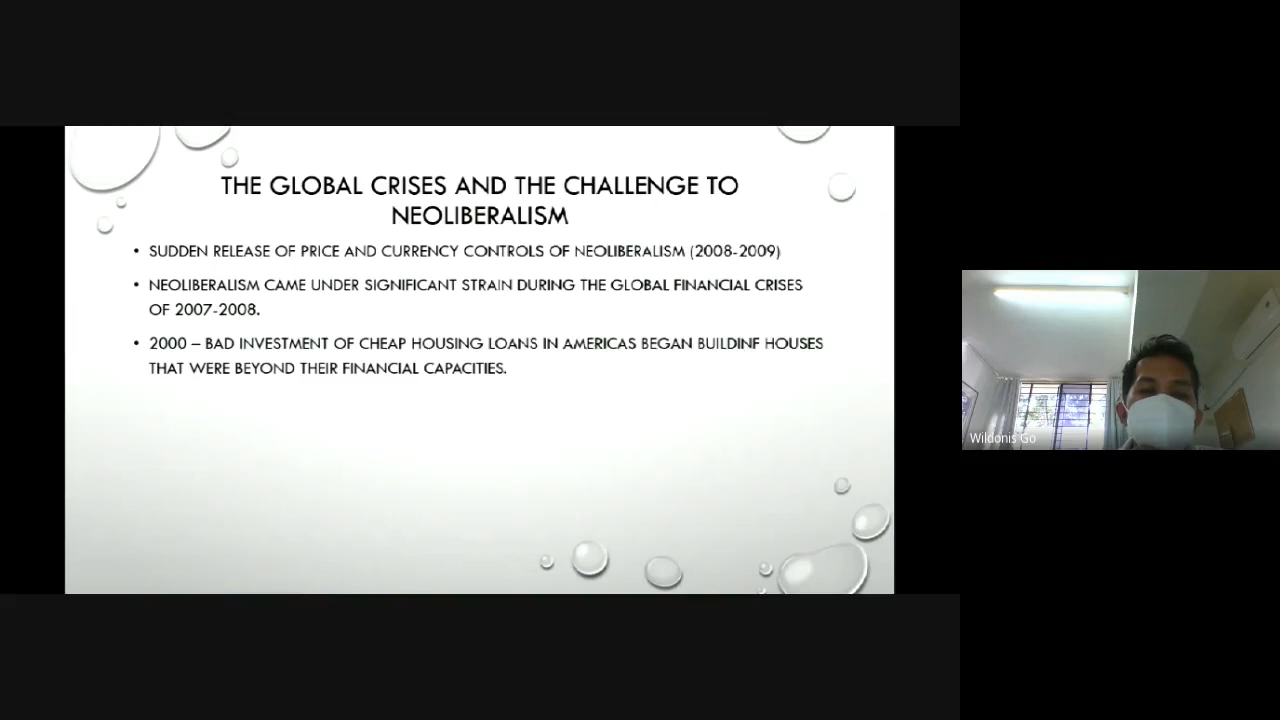 THE GLOBAL CRISES AND THE CHALLENGE TO
NEOLIBERALISM
• SUDDEN RELEASE OF PRICE AND CURRENCY CONTROLS OF NEOLIBERALISM (2008-2009)
• NEOLIBERALISM CAME UNDER SIGNIFICANT STRAIN DURING THE GLOBAL FINANCIAL CRISES
OF 2007-2008.
• 2000 – BAD INVESTMENT OF CHEAP HOUSING LOANS IN AMERICAS BEGAN BUILDINF HOUSES
THAT WERE BEYOND THEIR FINANCIAL CAPACITIES.
Wildonis Go